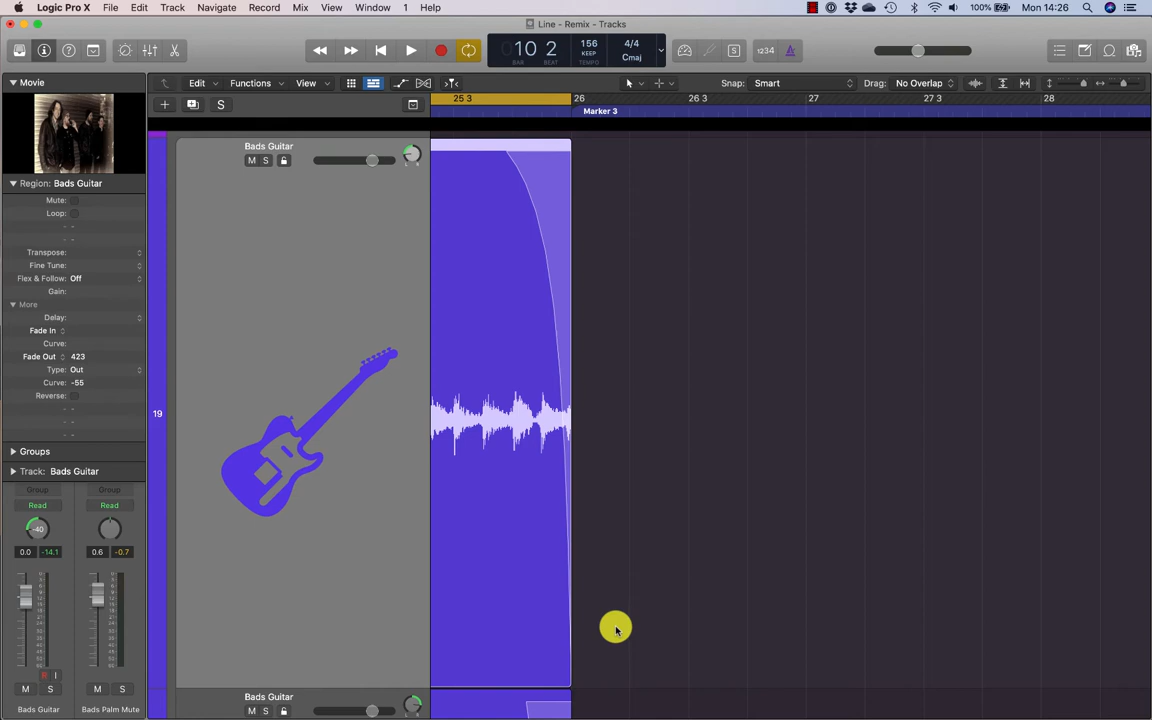 Logic Pro X File Edit Track Navigate Record Mix View Window 1 Help 100% Mon 14:26
Line - Remix - Tracks
10 2 156 4/4
KEEP Cmaj
BAR BEAT TEMPO
1234
Movie
Edit Functions View Snap: Smart Drag: No Overlap
25 3 26 26 3 27 27 3 28
S
Marker 3
Bads Guitar
M S
L R
Region: Bads Guitar
Mute:
Loop:
- -
- -
Transpose:
Fine Tune:
Flex & Follow: Off
Gain:
More
Delay:
Fade In
Curve:
Fade Out 423
Type: Out
Curve: -55
Reverse:
- -
- -
- -
19
Groups
Track: Bads Guitar
Group Group
Read Read
-40
0.0 -14.1 0.6 -0.7
R I
M S M S
Bads Guitar Bads Palm Mute
Bads Guitar
M S
L R